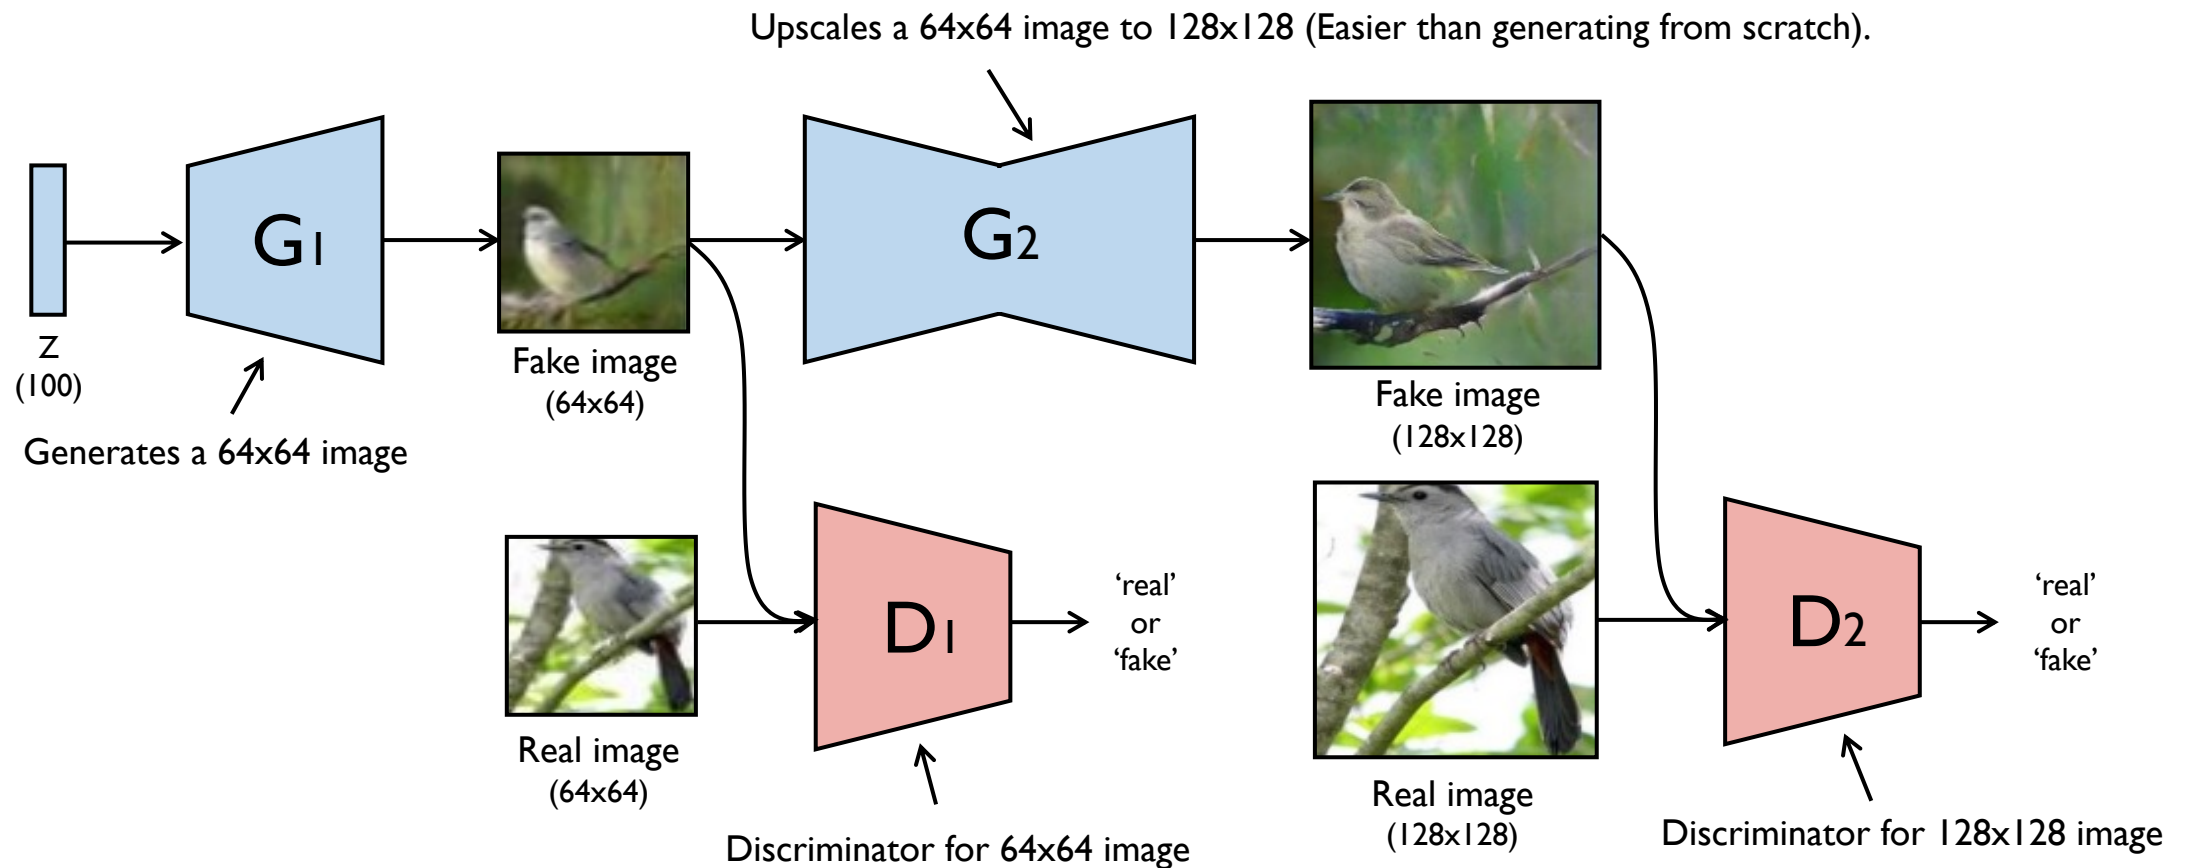 Upscales a 64x64 image to 128x128 (Easier than generating from scratch).
G1
G2
z
(100)
Fake image
(64x64)
Fake image
(128x128)
Generates a 64x64 image
D1
‘real’
or
‘fake’
D2
‘real’
or
‘fake’
Real image
(64x64)
Real image
(128x128)
Discriminator for 64x64 image
Discriminator for 128x128 image